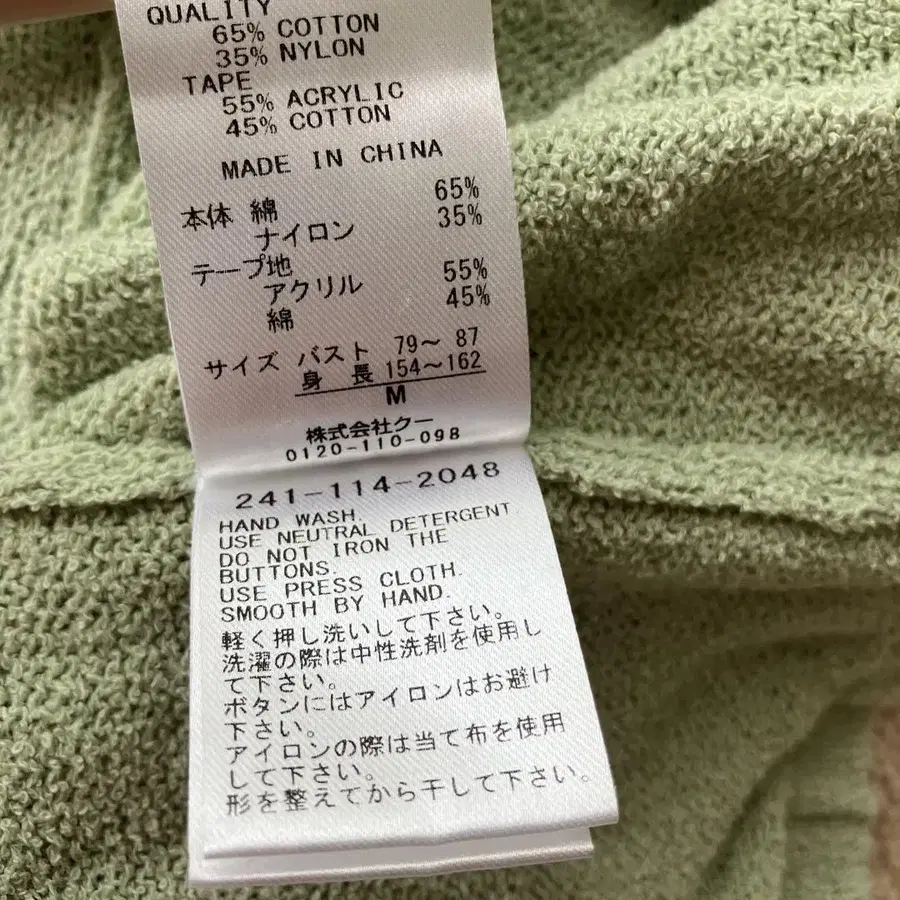 QUALITY
65% COTTON
35% NYLON
TAPE
55% ACRYLIC
45% COTTON
MADE IN CHINA
本体 綿 65%
ナイロン 35%
テープ地
アクリル 55%
綿 45%
サイズ バスト 79〜 87
身 長 154〜162
M
株式会社クー
0120-110-098
241-114-2048
HAND WASH.
USE NEUTRAL DETERGENT.
DO NOT IRON THE
BUTTONS.
USE PRESS CLOTH.
SMOOTH BY HAND.
軽く押し洗いして下さい。
洗濯の際は中性洗剤を使用し
て下さい。
ボタンにはアイロンはお避け
下さい。
アイロンの際は当て布を使用
して下さい。
形を整えてから干して下さい。